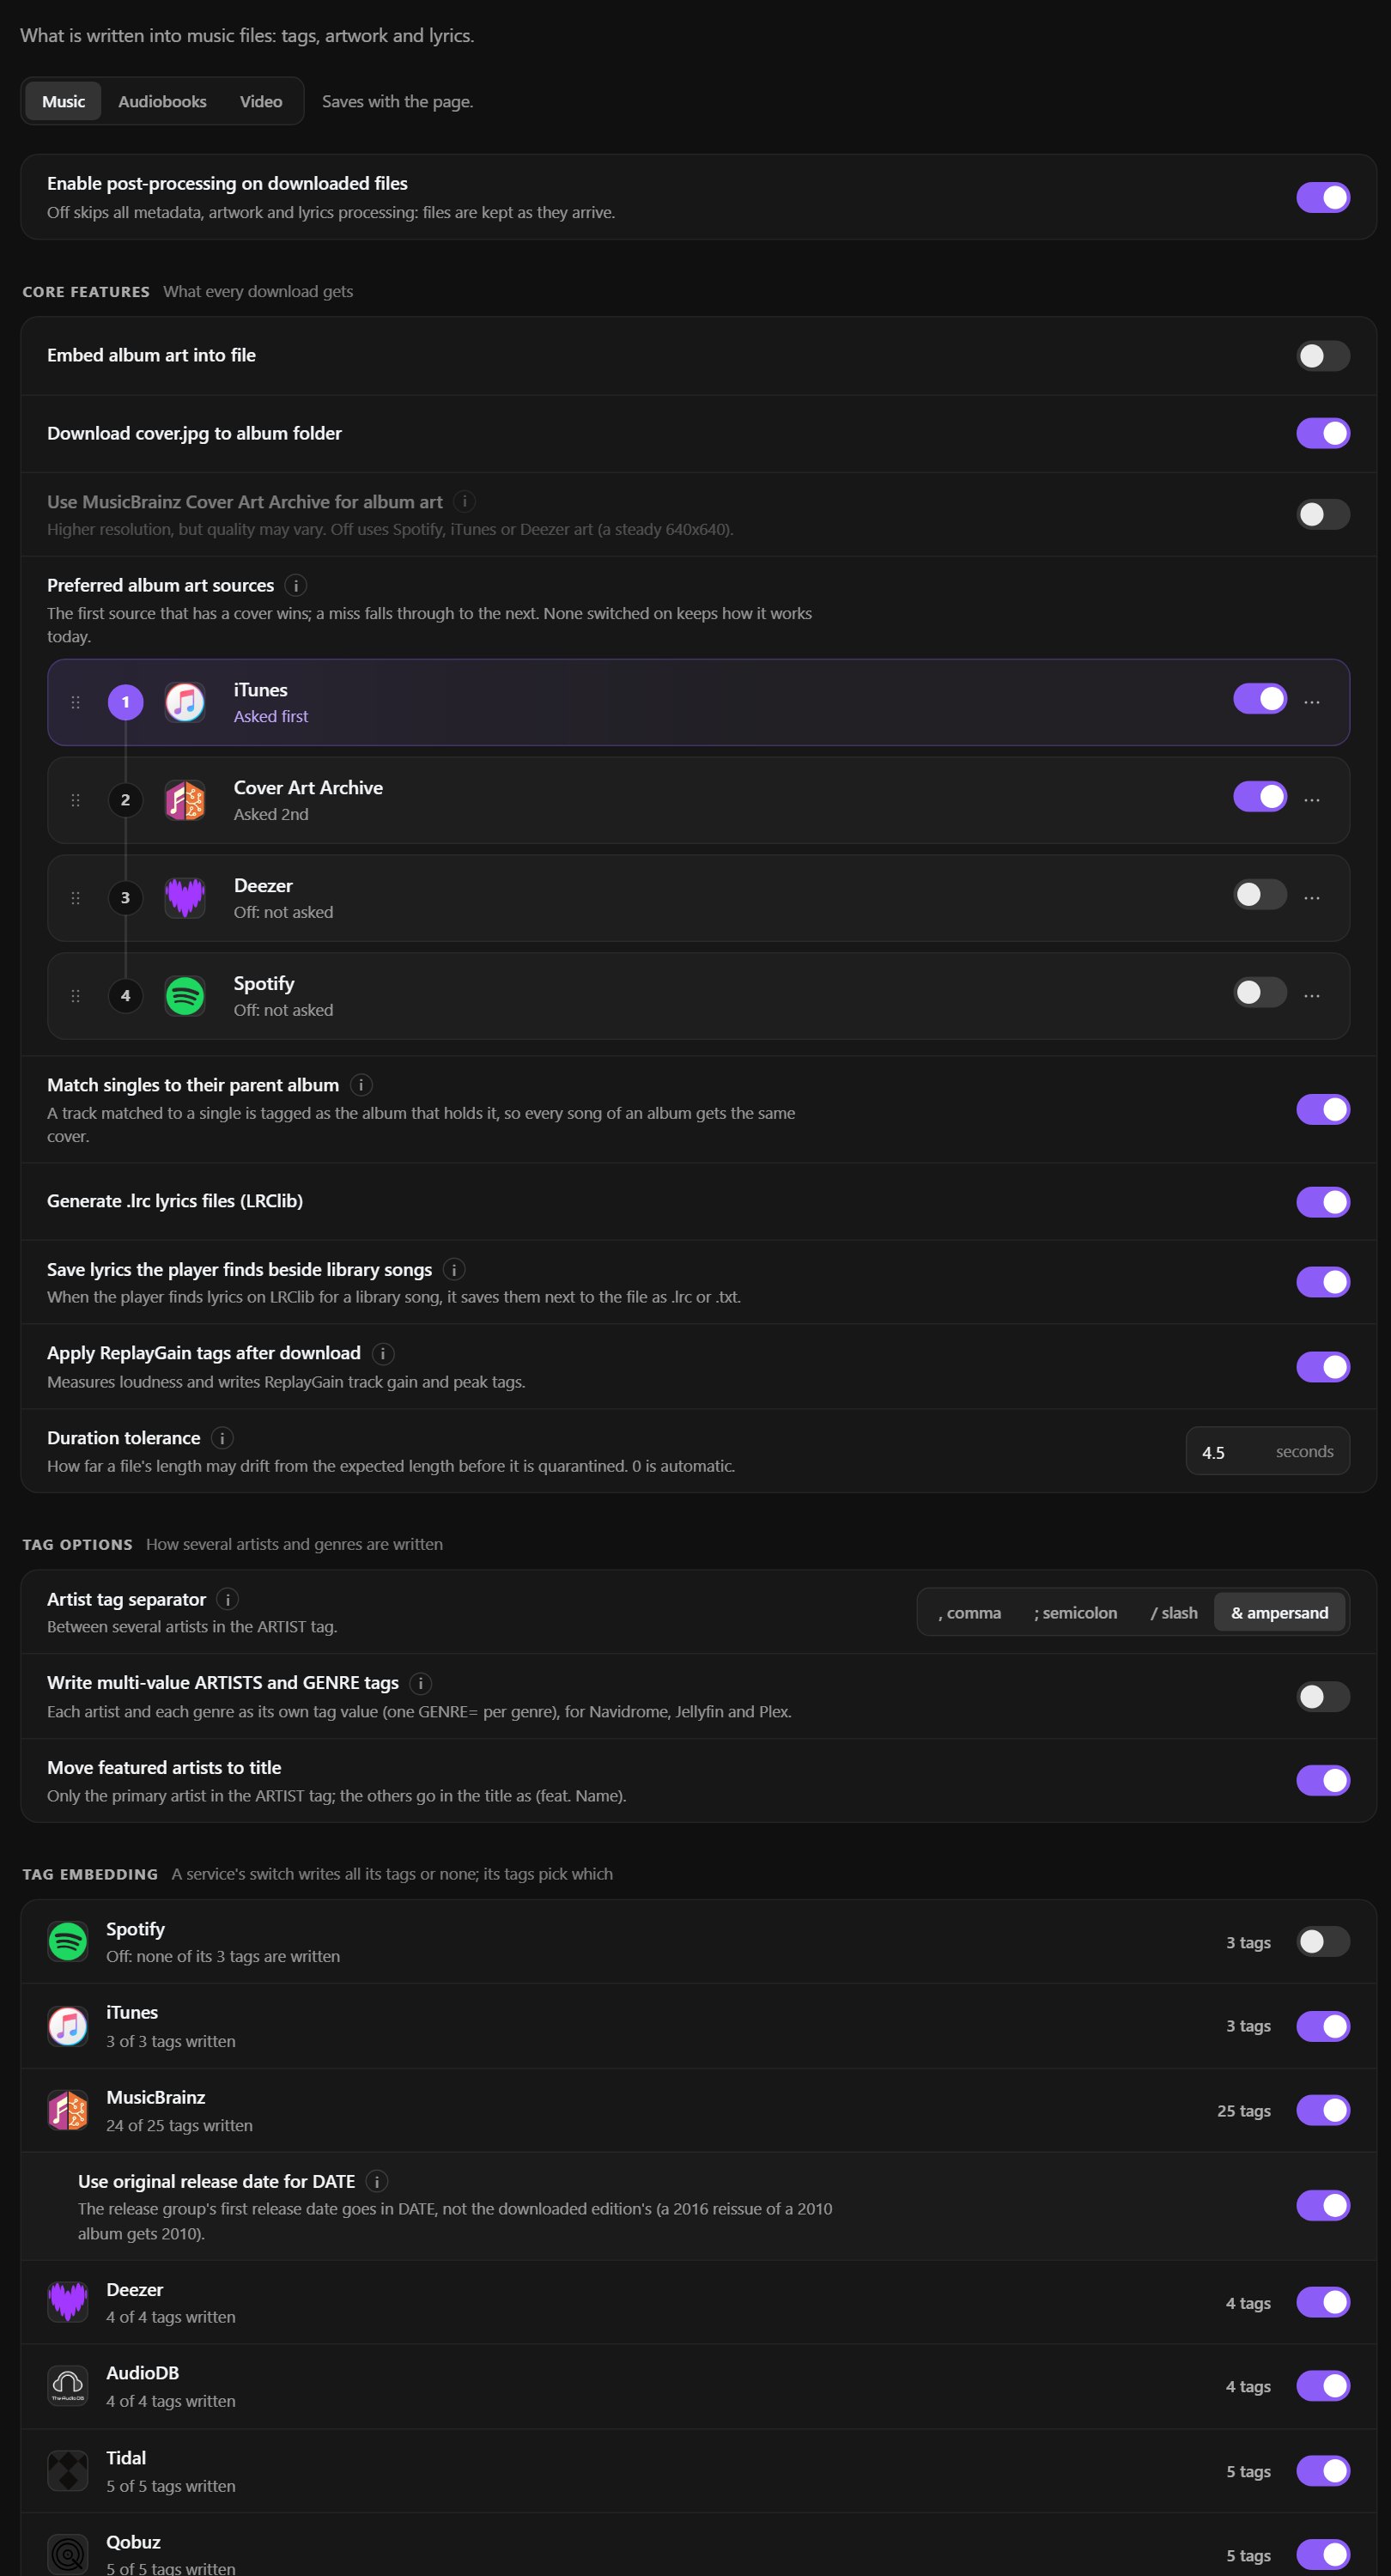 What is written into music files: tags, artwork and lyrics.
Music
Audiobooks
Video
Saves with the page.
Enable post-processing on downloaded files
Off skips all metadata, artwork and lyrics processing: files are kept as they arrive.
CORE FEATURES What every download gets
Embed album art into file
Download cover.jpg to album folder
Use MusicBrainz Cover Art Archive for album art
Higher resolution, but quality may vary. Off uses Spotify, iTunes or Deezer art (a steady 640x640).
Preferred album art sources
The first source that has a cover wins; a miss falls through to the next. None switched on keeps how it works
today.
1
iTunes
Asked first
2
Cover Art Archive
Asked 2nd
3
Deezer
Off: not asked
4
Spotify
Off: not asked
Match singles to their parent album
A track matched to a single is tagged as the album that holds it, so every song of an album gets the same
cover.
Generate .lrc lyrics files (LRClib)
Save lyrics the player finds beside library songs
When the player finds lyrics on LRClib for a library song, it saves them next to the file as .lrc or .txt.
Apply ReplayGain tags after download
Measures loudness and writes ReplayGain track gain and peak tags.
Duration tolerance
How far a file's length may drift from the expected length before it is quarantined. 0 is automatic.
4.5 seconds
TAG OPTIONS How several artists and genres are written
Artist tag separator
Between several artists in the ARTIST tag.
, comma
; semicolon
/ slash
& ampersand
Write multi-value ARTISTS and GENRE tags
Each artist and each genre as its own tag value (one GENRE= per genre), for Navidrome, Jellyfin and Plex.
Move featured artists to title
Only the primary artist in the ARTIST tag; the others go in the title as (feat. Name).
TAG EMBEDDING A service's switch writes all its tags or none; its tags pick which
Spotify
Off: none of its 3 tags are written
3 tags
iTunes
3 of 3 tags written
3 tags
MusicBrainz
24 of 25 tags written
25 tags
Use original release date for DATE
The release group's first release date goes in DATE, not the downloaded edition's (a 2016 reissue of a 2010
album gets 2010).
Deezer
4 of 4 tags written
4 tags
TheAudioDB
AudioDB
4 of 4 tags written
4 tags
Tidal
5 of 5 tags written
5 tags
Qobuz
5 of 5 tags written
5 tags